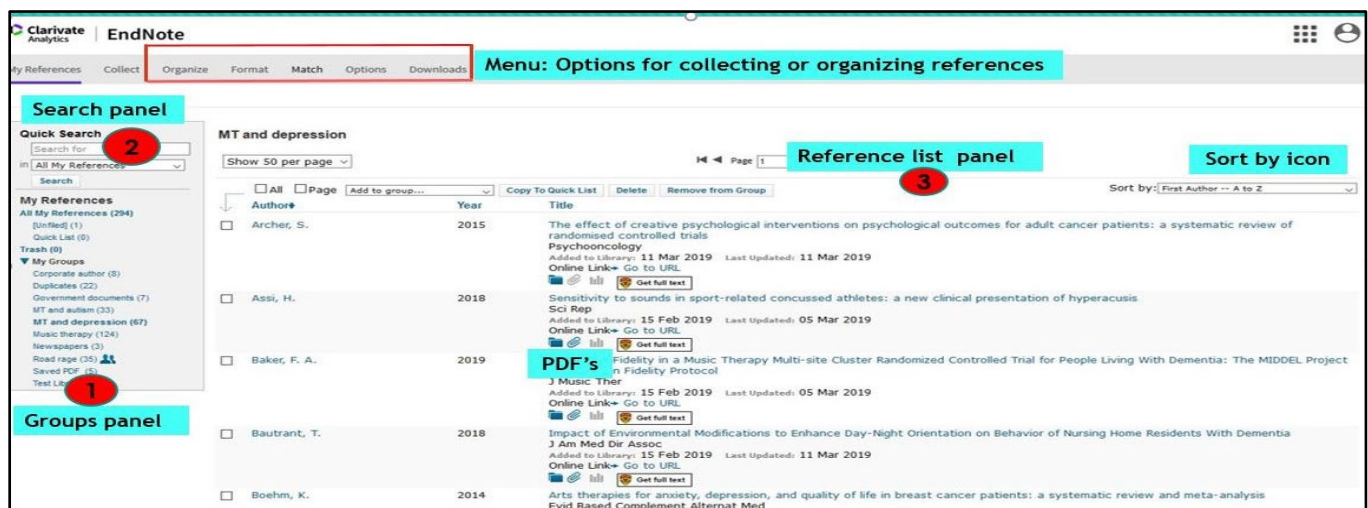 Clarivate
Analytics
EndNote
My References Collect Organize Format Match Options Downloads
Menu: Options for collecting or organizing references
Search panel
Quick Search
Search for
2
in All My References
Search
My References
All My References (294)
[Unfiled] (1)
Quick List (0)
Trash (0)
▼ My Groups
Corporate author (8)
Duplicates (22)
Government documents (7)
MT and autism (33)
MT and depression (67)
Music therapy (124)
Newspapers (3)
Road rage (35)
Saved PDF (5)
Test
1
Groups panel
MT and depression
Show 50 per page
Page 1
Reference list panel
3
Sort by icon
All Page Add to group... Copy To Quick List Delete Remove from Group
Sort by: First Author -- A to Z
Author Year Title
Archer, S. 2015 The effect of creative psychological interventions on psychological outcomes for adult cancer patients: a systematic review of
randomised controlled trials
Psychooncology
Added to Library: 11 Mar 2019 Last Updated: 11 Mar 2019
Online Link→ Go to URL
Get full text
Assi, H. 2018 Sensitivity to sounds in sport-related concussed athletes: a new clinical presentation of hyperacusis
Sci Rep
Added to Library: 15 Feb 2019 Last Updated: 05 Mar 2019
Online Link→ Go to URL
Get full text
Baker, F. A. 2019 Fidelity in a Music Therapy Multi-site Cluster Randomized Controlled Trial for People Living With Dementia: The MIDDEL Project
PDF's
Fidelity Protocol
J Music Ther
Added to Library: 15 Feb 2019 Last Updated: 05 Mar 2019
Online Link→ Go to URL
Get full text
Bautrant, T. 2018 Impact of Environmental Modifications to Enhance Day-Night Orientation on Behavior of Nursing Home Residents With Dementia
J Am Med Dir Assoc
Added to Library: 15 Feb 2019 Last Updated: 11 Mar 2019
Online Link→ Go to URL
Get full text
Boehm, K. 2014 Arts therapies for anxiety, depression, and quality of life in breast cancer patients: a systematic review and meta-analysis
Evid Based Complement Alternat Med